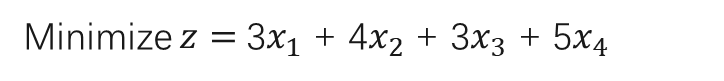 Minimize z = 3x₁ + 4x₂ + 3x₃ + 5x₄